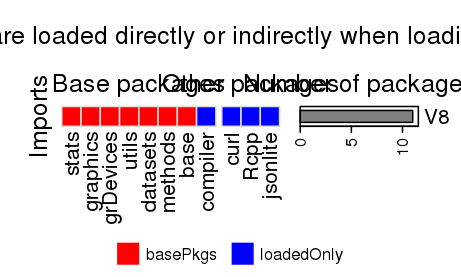 are loaded directly or indirectly when loadi
Base packages
Other packages
Number of package
Imports
V8
stats
graphics
grDevices
utils
datasets
methods
base
compiler
curl
Rcpp
jsonlite
0
5
10
basePkgs
loadedOnly